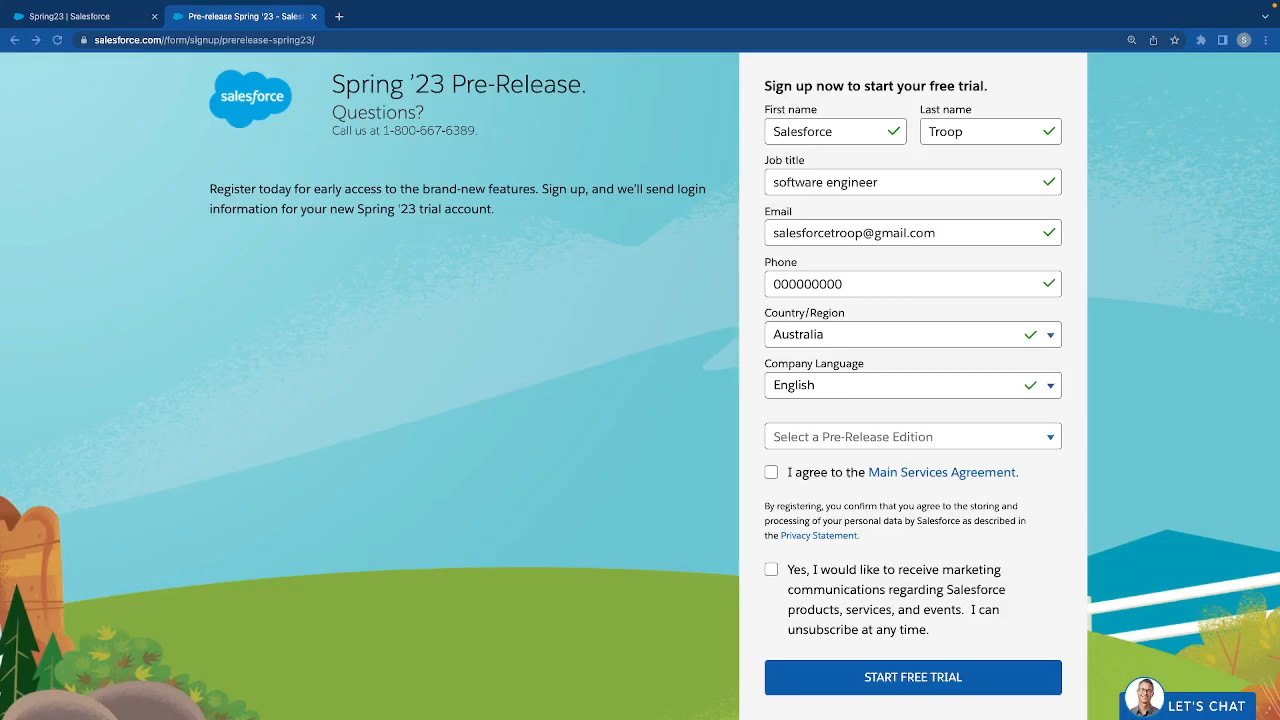 Spring23 | Salesforce
Pre-release Spring '23 - Sales
salesforce.com/form/signup/prerelease-spring23/
S
salesforce
Spring ’23 Pre-Release.
Questions?
Call us at 1-800-667-6389.
Register today for early access to the brand-new features. Sign up, and we’ll send login
information for your new Spring ’23 trial account.
Sign up now to start your free trial.
First name
Last name
Salesforce
Troop
Job title
software engineer
Email
salesforcetroop@gmail.com
Phone
000000000
Country/Region
Australia
Company Language
English
Select a Pre-Release Edition
I agree to the Main Services Agreement.
By registering, you confirm that you agree to the storing and
processing of your personal data by Salesforce as described in
the Privacy Statement.
Yes, I would like to receive marketing
communications regarding Salesforce
products, services, and events. I can
unsubscribe at any time.
START FREE TRIAL
LET'S CHAT